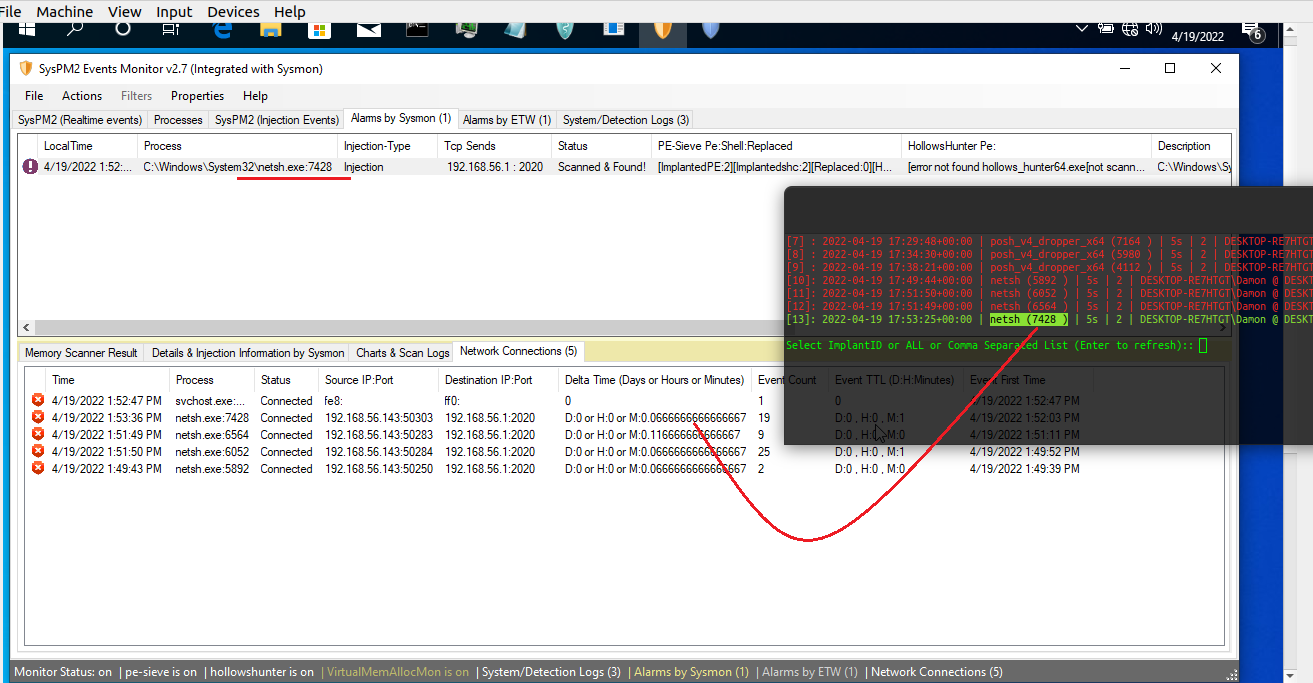 File Machine View Input Devices Help
4/19/2022
6
SysPM2 Events Monitor v2.7 (Integrated with Sysmon)
File Actions Filters Properties Help
SysPM2 (Realtime events) Processes SysPM2 (Injection Events) Alarms by Sysmon (1) Alarms by ETW (1) System/Detection Logs (3)
LocalTime Process Injection-Type Tcp Sends Status PE-Sieve Pe:Shell:Replaced HollowsHunter Pe: Description
4/19/2022 1:52:... C:\Windows\System32\netsh.exe:7428 Injection 192.168.56.1 : 2020 Scanned & Found! [ImplantedPE:2][Implantedshc:2][Replaced:0][H... [error not found hollows_hunter64.exe[not scann... C:\Windows\Sy
[7] : 2022-04-19 17:29:48+00:00 | posh_v4_dropper_x64 (7164 ) | 5s | 2 | DESKTOP-RE7HTGT
[8] : 2022-04-19 17:34:30+00:00 | posh_v4_dropper_x64 (5980 ) | 5s | 2 | DESKTOP-RE7HTGT
[9] : 2022-04-19 17:38:21+00:00 | posh_v4_dropper_x64 (4112 ) | 5s | 2 | DESKTOP-RE7HTGT
[10]: 2022-04-19 17:49:44+00:00 | netsh (5892 ) | 5s | 2 | DESKTOP-RE7HTGT\Damon @ DESKT
[11]: 2022-04-19 17:51:50+00:00 | netsh (6052 ) | 5s | 2 | DESKTOP-RE7HTGT\Damon @ DESKT
[12]: 2022-04-19 17:51:49+00:00 | netsh (6564 ) | 5s | 2 | DESKTOP-RE7HTGT\Damon @ DESKT
[13]: 2022-04-19 17:53:25+00:00 | netsh (7428 ) | 5s | 2 | DESKTOP-RE7HTGT\Damon @ DESKT
Select ImplantID or ALL or Comma Separated List (Enter to refresh)::
Memory Scanner Result Details & Injection Information by Sysmon Charts & Scan Logs Network Connections (5)
Time Process Status Source IP:Port Destination IP:Port Delta Time (Days or Hours or Minutes) Event Count Event TTL (D:H:Minutes) Event First Time
4/19/2022 1:52:47 PM svchost.exe:... Connected fe8: ff0: 0 1 0 4/19/2022 1:52:47 PM
4/19/2022 1:53:36 PM netsh.exe:7428 Connected 192.168.56.143:50303 192.168.56.1:2020 D:0 or H:0 or M:0.0666666666666667 19 D:0 , H:0 , M:1 4/19/2022 1:52:03 PM
4/19/2022 1:51:49 PM netsh.exe:6564 Connected 192.168.56.143:50283 192.168.56.1:2020 D:0 or H:0 or M:0.116666666666667 9 D:0 , H:0 , M:0 4/19/2022 1:51:11 PM
4/19/2022 1:51:50 PM netsh.exe:6052 Connected 192.168.56.143:50284 192.168.56.1:2020 D:0 or H:0 or M:0.0666666666666667 25 D:0 , H:0 , M:1 4/19/2022 1:49:52 PM
4/19/2022 1:49:43 PM netsh.exe:5892 Connected 192.168.56.143:50250 192.168.56.1:2020 D:0 or H:0 or M:0.0666666666666667 2 D:0 , H:0 , M:0 4/19/2022 1:49:39 PM
Monitor Status: on | pe-sieve is on | hollowshunter is on | VirtualMemAllocMon is on | System/Detection Logs (3) | Alarms by Sysmon (1) | Alarms by ETW (1) | Network Connections (5)